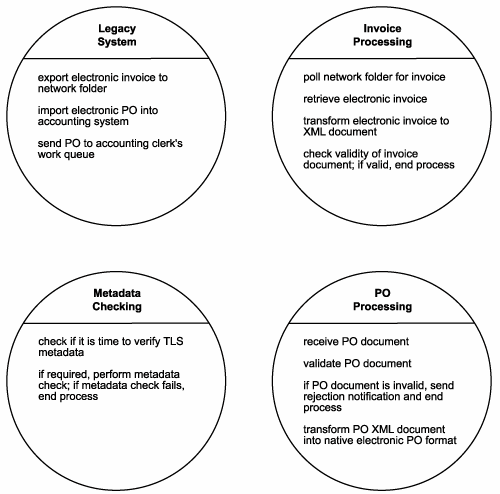 Legacy
System
export electronic invoice to
network folder
import electronic PO into
accounting system
send PO to accounting clerk's
work queue
Invoice
Processing
poll network folder for invoice
retrieve electronic invoice
transform electronic invoice to
XML document
check validity of invoice
document; if valid, end process
Metadata
Checking
check if it is time to verify TLS
metadata
if required, perform metadata
check; if metadata check fails,
end process
PO
Processing
receive PO document
validate PO document
if PO document is invalid, send
rejection notification and end
process
transform PO XML document
into native electronic PO format